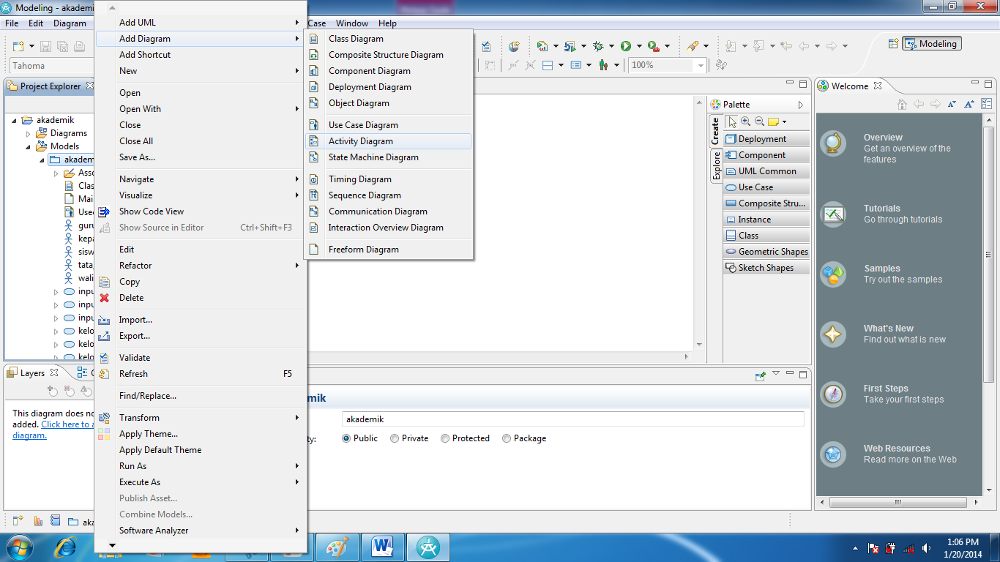 Modeling - akademi
File Edit Diagram
Case Window Help
Tahoma
100%
Modeling
Project Explorer
akademik
Diagrams
Models
akadem
Asso
Clas
Mai
Use
guru
kepa
sisw
tata_
wali
inpu
inpu
inpu
kelo
kelo
kelo
Layers
This diagram does no
added. Click here to a
diagram.
Add UML
Add Diagram
Add Shortcut
New
Open
Open With
Close
Close All
Save As...
Navigate
Visualize
Show Code View
Show Source in Editor Ctrl+Shift+F3
Edit
Refactor
Copy
Delete
Import...
Export...
Validate
Refresh F5
Find/Replace...
Transform
Apply Theme...
Apply Default Theme
Run As
Execute As
Publish Asset...
Combine Models...
Software Analyzer
Class Diagram
Composite Structure Diagram
Component Diagram
Deployment Diagram
Object Diagram
Use Case Diagram
Activity Diagram
State Machine Diagram
Timing Diagram
Sequence Diagram
Communication Diagram
Interaction Overview Diagram
Freeform Diagram
Palette
Create
Explore
Deployment
Component
UML Common
Use Case
Composite Stru...
Instance
Class
Geometric Shapes
Sketch Shapes
mik
akademik
ty:
Public Private Protected Package
Welcome
Overview
Get an overview of the
features
Tutorials
Go through tutorials
Samples
Try out the samples
What's New
Find out what is new
First Steps
Take your first steps
Web Resources
Read more on the Web
aka
1:06 PM
1/20/2014